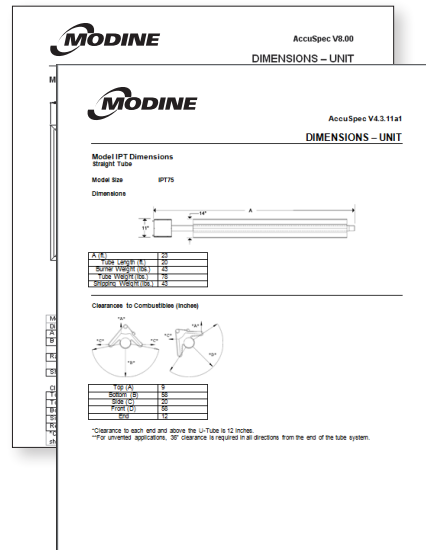 MODINE
AccuSpec V8.00
DIMENSIONS – UNIT
M
MODINE
AccuSpec V4.3.11a1
DIMENSIONS – UNIT
Model IPT Dimensions
Straight Tube
Model Size IPT75
Dimensions
A
14"
11"
A (ft.) 23
Tube Length (ft.) 20
Burner Weight (lbs.) 43
Tube Weight (lbs.) 78
Shipping Weight (lbs.) 43
Clearances to Combustibles (Inches)
"A" "A"
"C" "C" "C"
"B" "B"
Top (A) 9
Bottom (B) 58
Side (C) 20
Front (D) 58
End 12
*Clearance to each end and above the U-Tube is 12 inches.
**For unvented applications, 36" clearance is required in all directions from the end of the tube system.